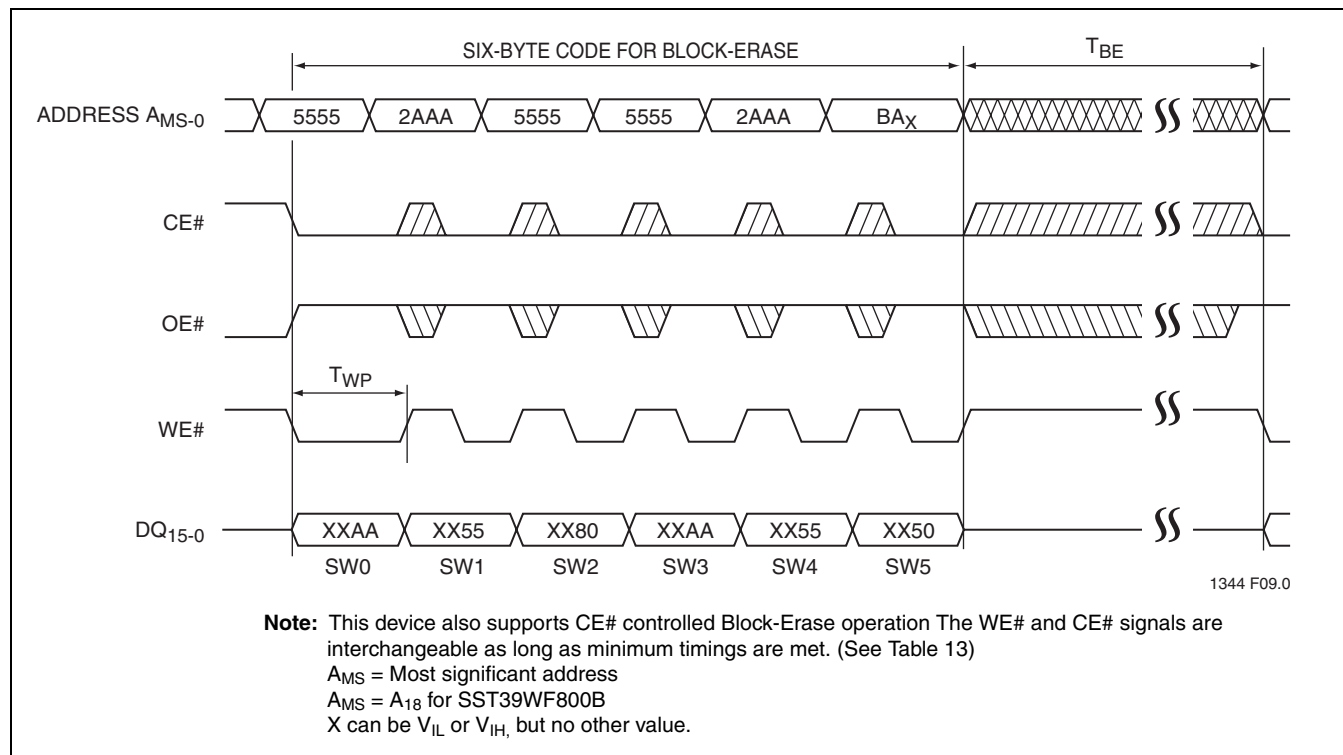 SIX-BYTE CODE FOR BLOCK-ERASE TBE
ADDRESS AMS-0 5555 2AAA 5555 5555 2AAA BAX
CE#
OE#
TWP
WE#
DQ15-0 XXAA XX55 XX80 XXAA XX55 XX50
SW0 SW1 SW2 SW3 SW4 SW5
1344 F09.0
Note: This device also supports CE# controlled Block-Erase operation The WE# and CE# signals are
interchangeable as long as minimum timings are met. (See Table 13)
AMS = Most significant address
AMS = A18 for SST39WF800B
X can be VIL or VIH, but no other value.